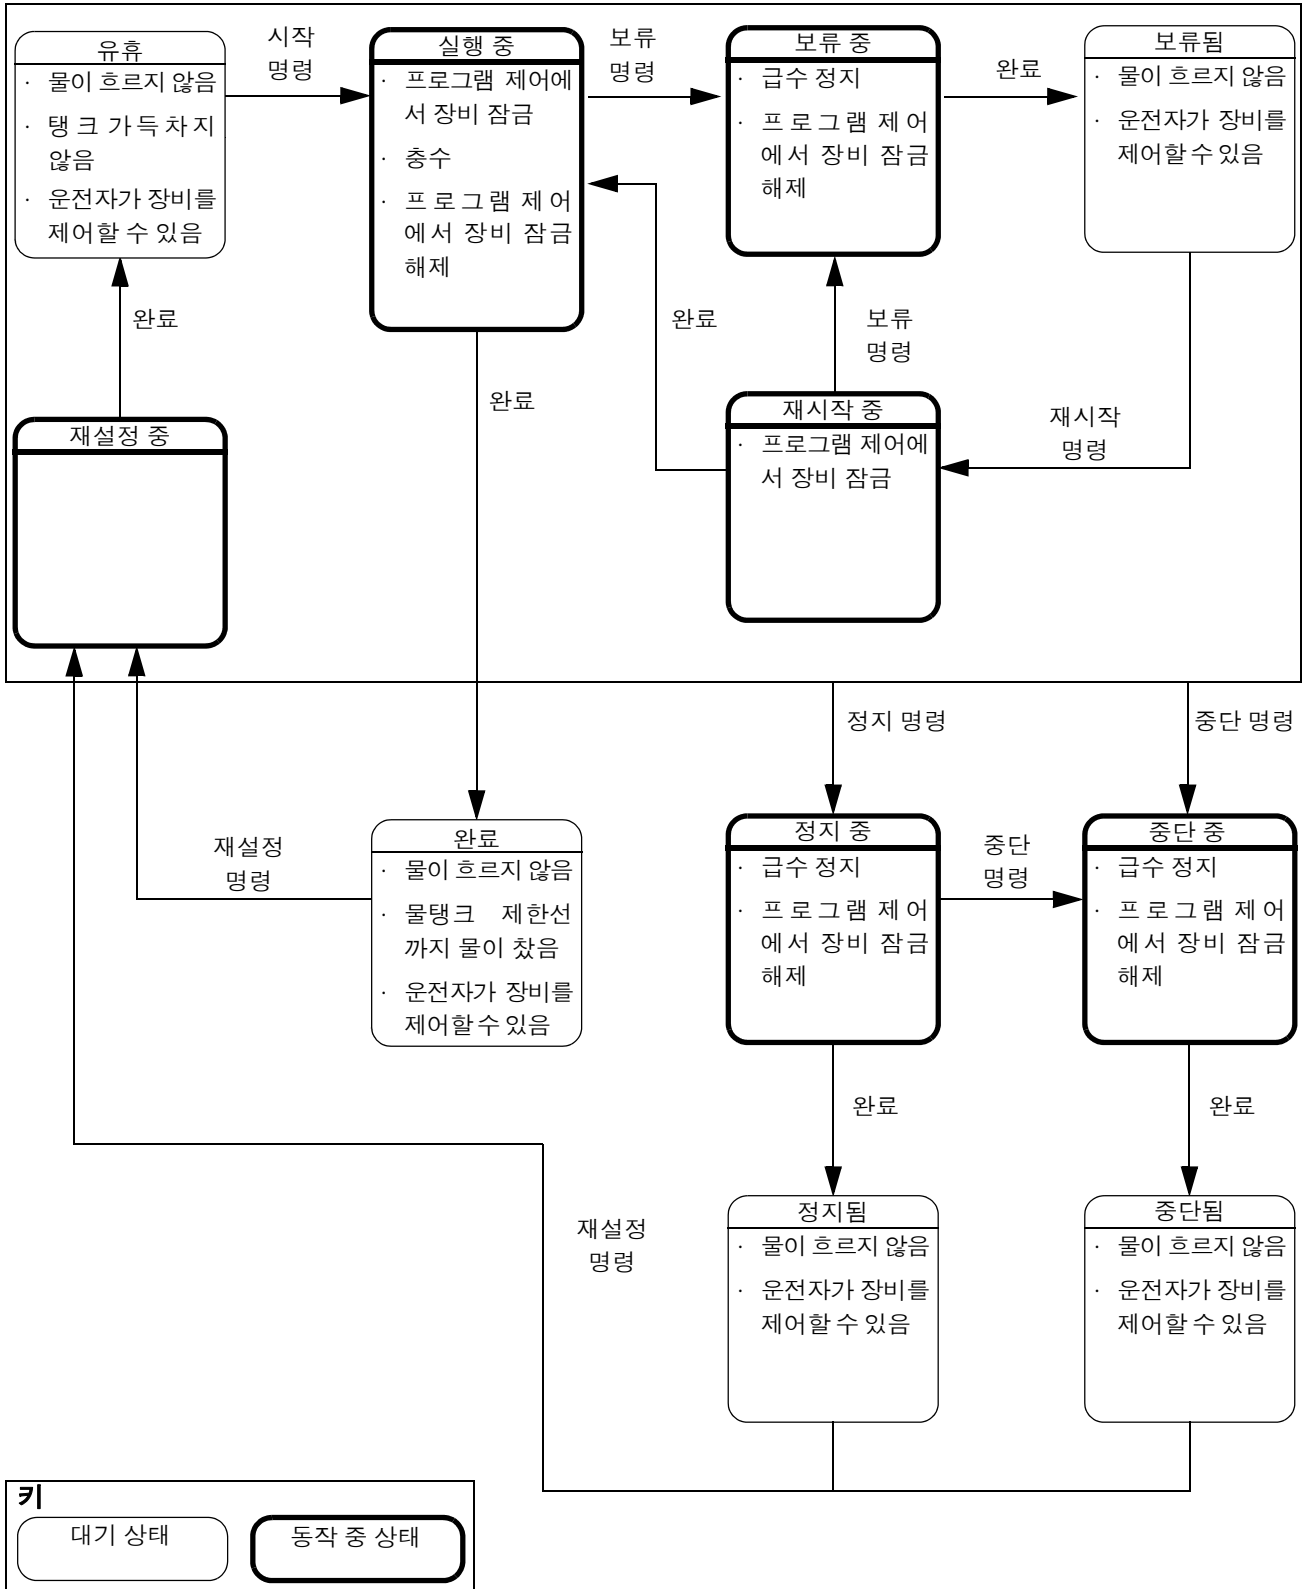 유휴
· 물이 흐르지 않음
· 탱크 가득차지
않음
· 운전자가 장비를
제어할 수 있음
시작
명령
실행 중
· 프로그램 제어에
서 장비 잠금
· 충수
· 프로그램 제어
에서 장비 잠금
해제
보류
명령
보류 중
· 급수 정지
· 프로그램 제어
에서 장비 잠금
해제
완료
보류됨
· 물이 흐르지 않음
· 운전자가 장비를
제어할 수 있음
완료
재설정 중
완료
완료
보류
명령
재시작 중
· 프로그램 제어에
서 장비 잠금
재시작
명령
정지 명령
중단 명령
재설정
명령
완료
· 물이 흐르지 않음
· 물탱크 제한선
까지 물이 찼음
· 운전자가 장비를
제어할 수 있음
정지 중
· 급수 정지
· 프로그램 제어
에서 장비 잠금
해제
중단
명령
중단 중
· 급수 정지
· 프로그램 제어
에서 장비 잠금
해제
완료
완료
재설정
명령
정지됨
· 물이 흐르지 않음
· 운전자가 장비를
제어할 수 있음
중단됨
· 물이 흐르지 않음
· 운전자가 장비를
제어할 수 있음
키
대기 상태
동작 중 상태